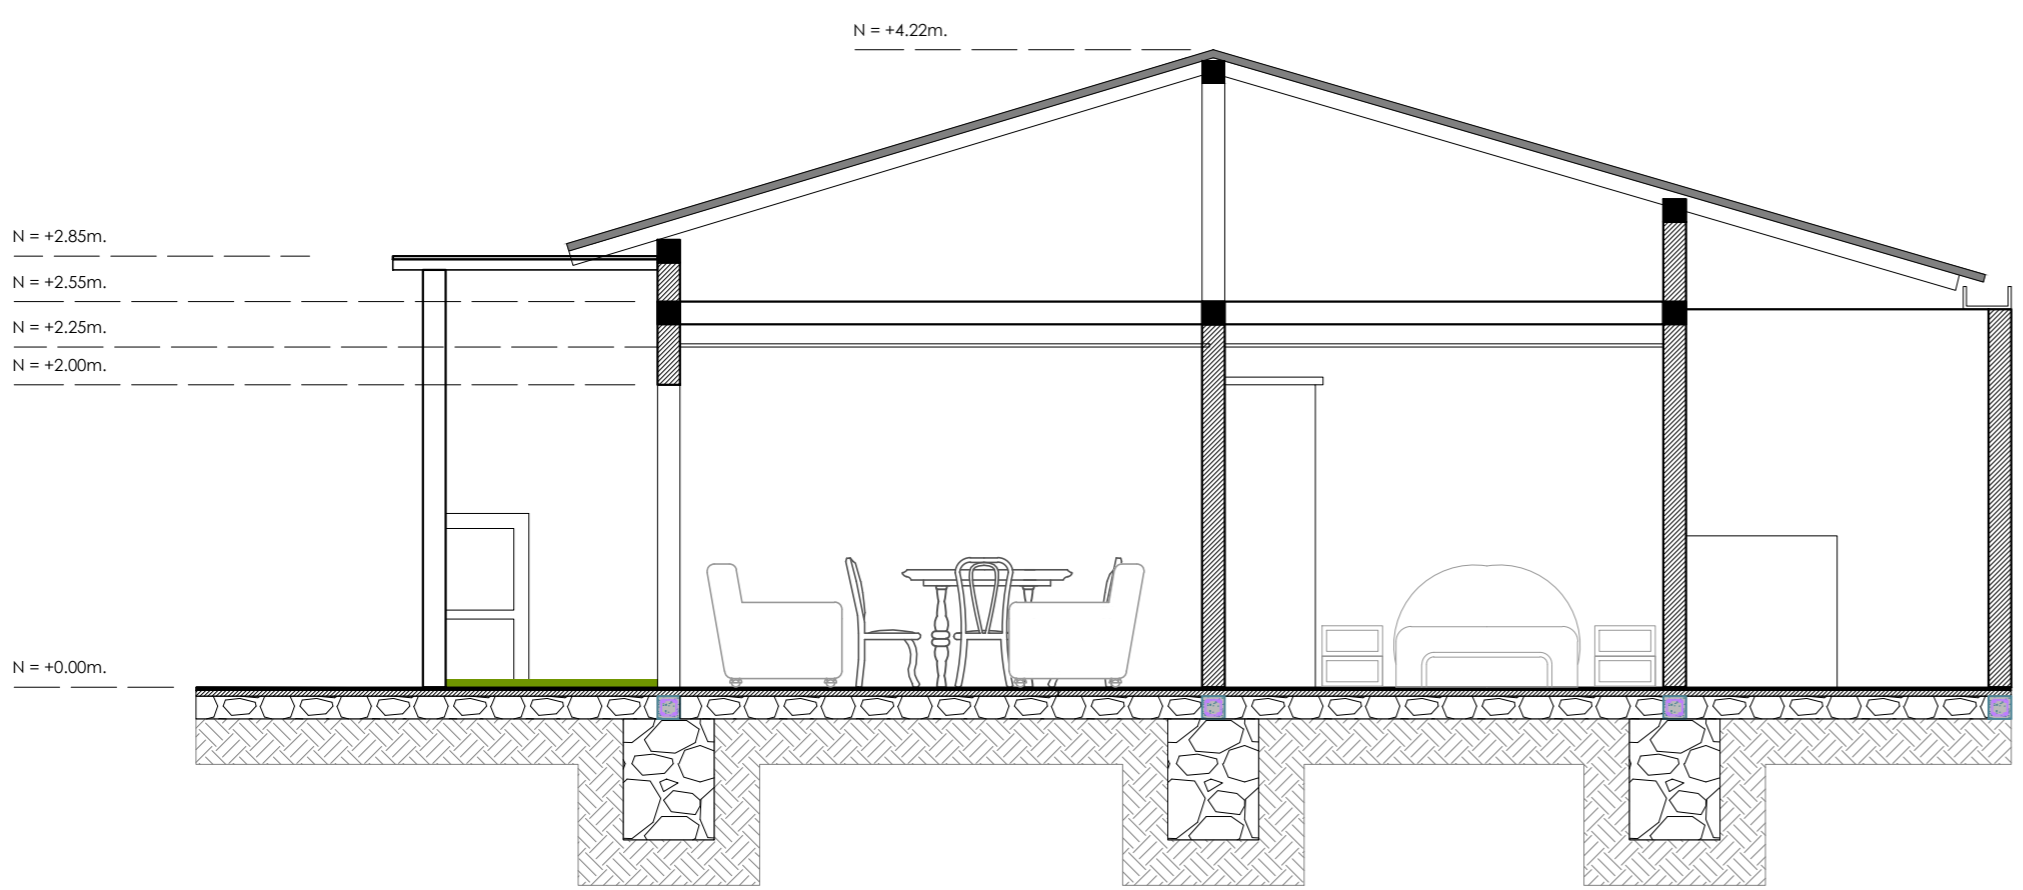 N = +4.22m.
N = +2.85m.
N = +2.55m.
N = +2.25m.
N = +2.00m.
N = +0.00m.